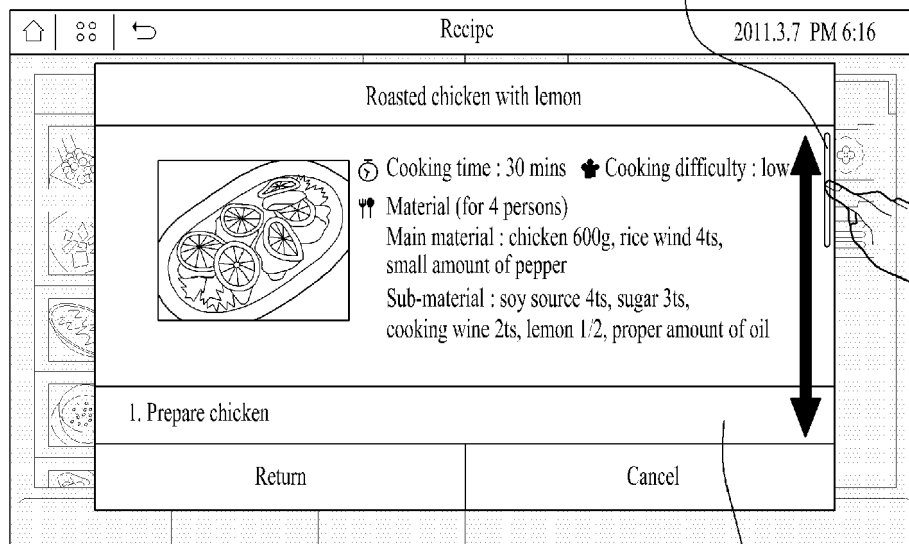 Recipe
2011.3.7 PM 6:16
Roasted chicken with lemon
Cooking time : 30 mins
Cooking difficulty : low
Material (for 4 persons)
Main material : chicken 600g, rice wind 4ts,
small amount of pepper
Sub-material : soy source 4ts, sugar 3ts,
cooking wine 2ts, lemon 1/2, proper amount of oil
1. Prepare chicken
Return
Cancel